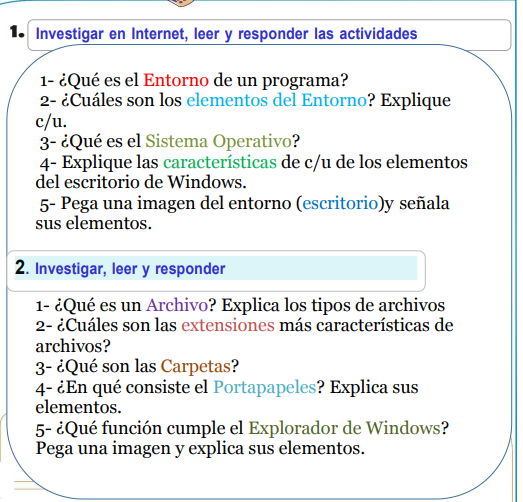 1. Investigar en Internet, leer y responder las actividades
1- ¿Qué es el Entorno de un programa?
2- ¿Cuáles son los elementos del Entorno? Explique
c/u.
3- ¿Qué es el Sistema Operativo?
4- Explique las características de c/u de los elementos
del escritorio de Windows.
5- Pega una imagen del entorno (escritorio)y señala
sus elementos.
2. Investigar, leer y responder
1- ¿Qué es un Archivo? Explica los tipos de archivos
2- ¿Cuáles son las extensiones más características de
archivos?
3- ¿Qué son las Carpetas?
4- ¿En qué consiste el Portapapeles? Explica sus
elementos.
5- ¿Qué función cumple el Explorador de Windows?
Pega una imagen y explica sus elementos.